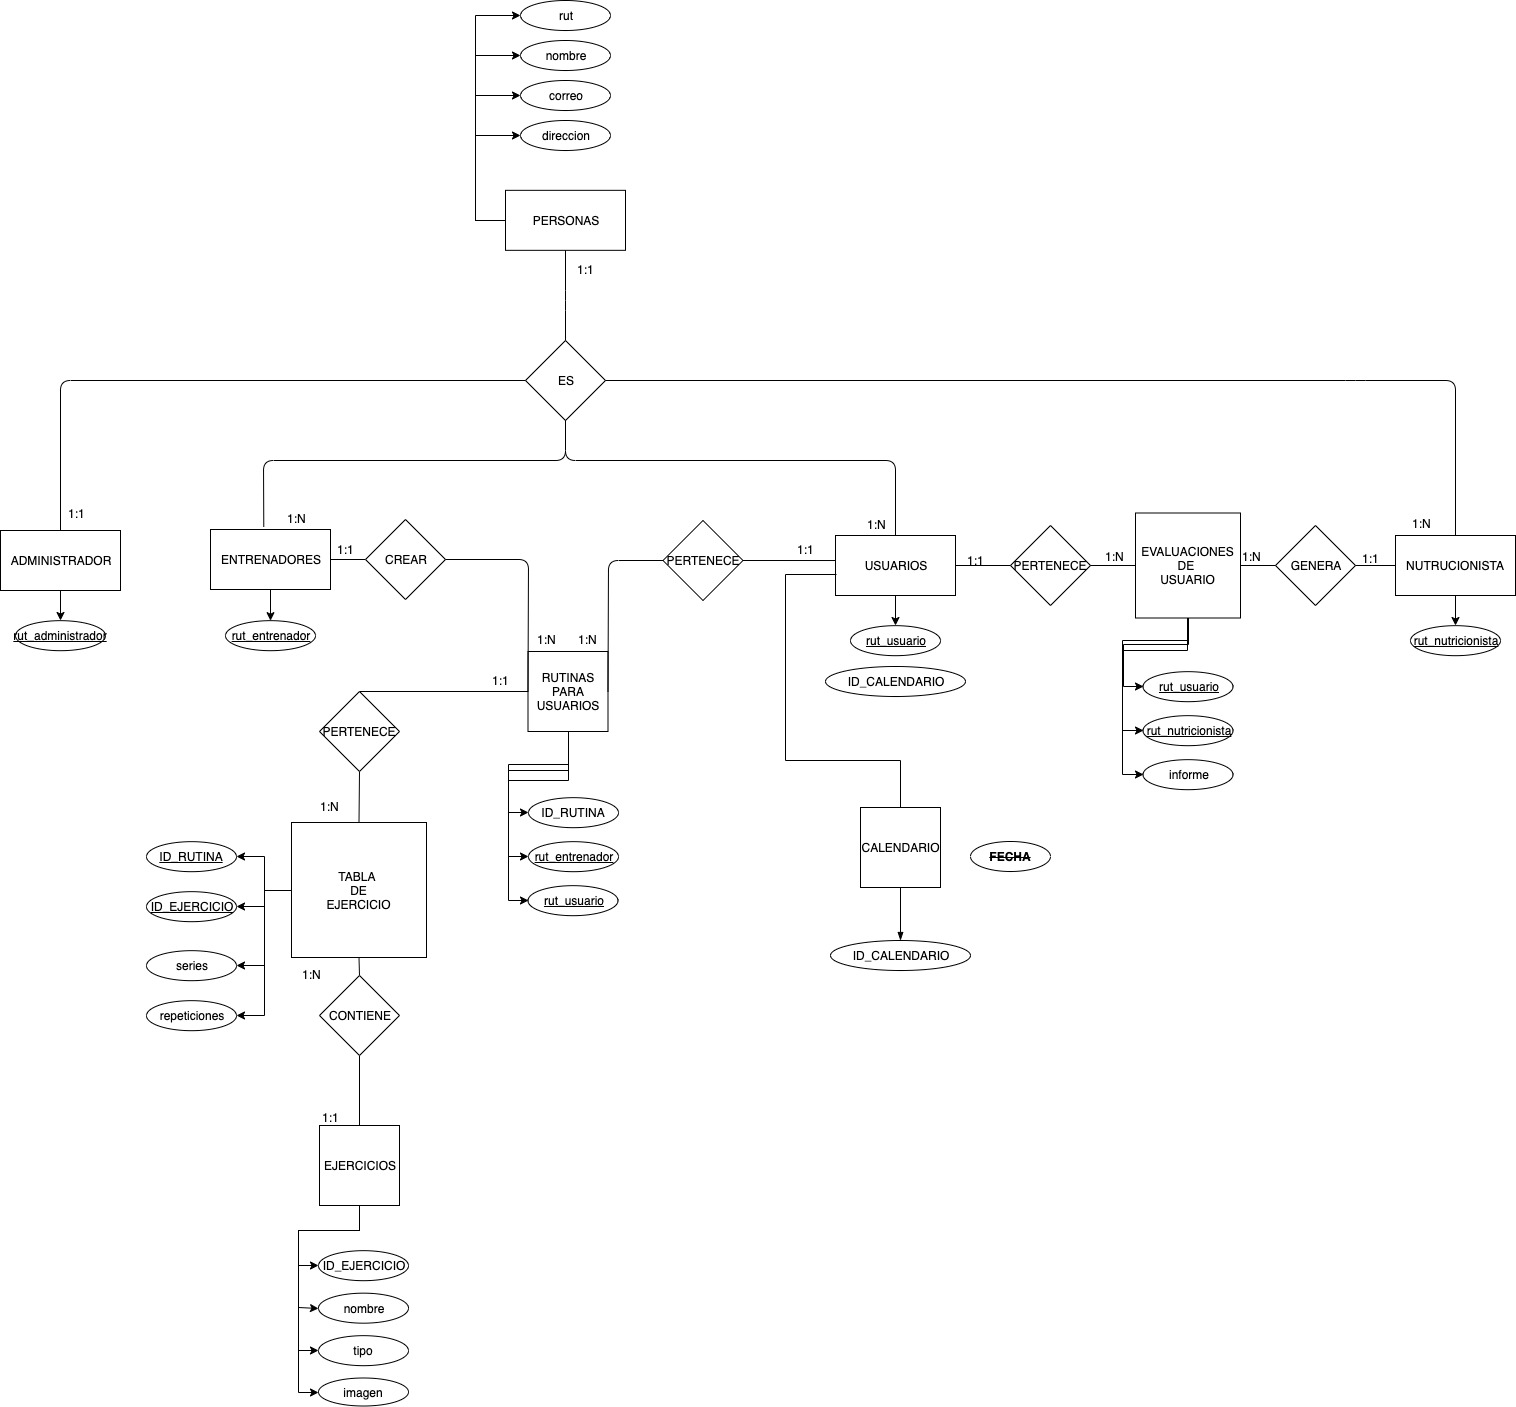 rut
nombre
correo
direccion
PERSONAS
1:1
ES
1:1
1:N
1:N
1:N
ADMINISTRADOR
ENTRENADORES
1:1
CREAR
PERTENECE
1:1
USUARIOS
1:1
PERTENECE
1:N
EVALUACIONES
DE
USUARIO
1:N
GENERA
1:1
NUTRUCIONISTA
rut_administrador
rut_entrenador
1:N
1:N
rut_usuario
rut_nutricionista
1:1
RUTINAS
PARA
USUARIOS
ID_CALENDARIO
rut_usuario
rut_nutricionista
informe
PERTENECE
1:N
ID_RUTINA
rut_entrenador
rut_usuario
CALENDARIO
FECHA
ID_CALENDARIO
ID_RUTINA
ID_EJERCICIO
series
repeticiones
TABLA
DE
EJERCICIO
1:N
CONTIENE
1:1
EJERCICIOS
ID_EJERCICIO
nombre
tipo
imagen